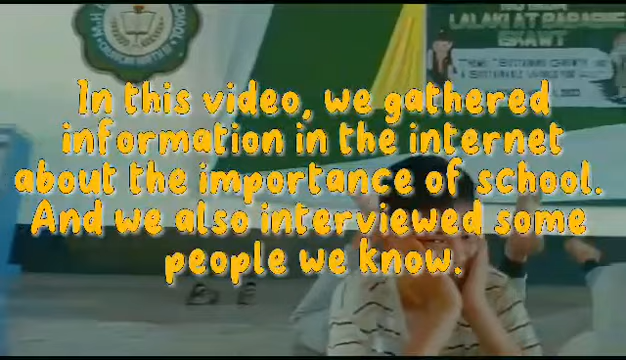 LALAKI AT BABAENG
ISKAWT
In this video, we gathered
information in the internet
about the importance of school.
And we also interviewed some
people we know.